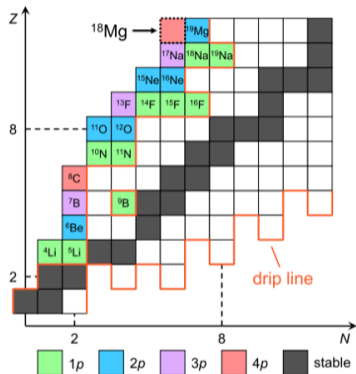 Z
¹⁸Mg
¹⁹Mg
¹⁷Na ¹⁸Na ¹⁹Na
¹⁵Ne ¹⁶Ne
¹³F ¹⁴F ¹⁵F ¹⁶F
8 ¹¹O ¹²O
¹⁰N ¹¹N
⁸C
⁷B ⁹B
⁶Be
⁴Li ⁵Li
2
drip line
2 8 N
1p 2p 3p 4p stable